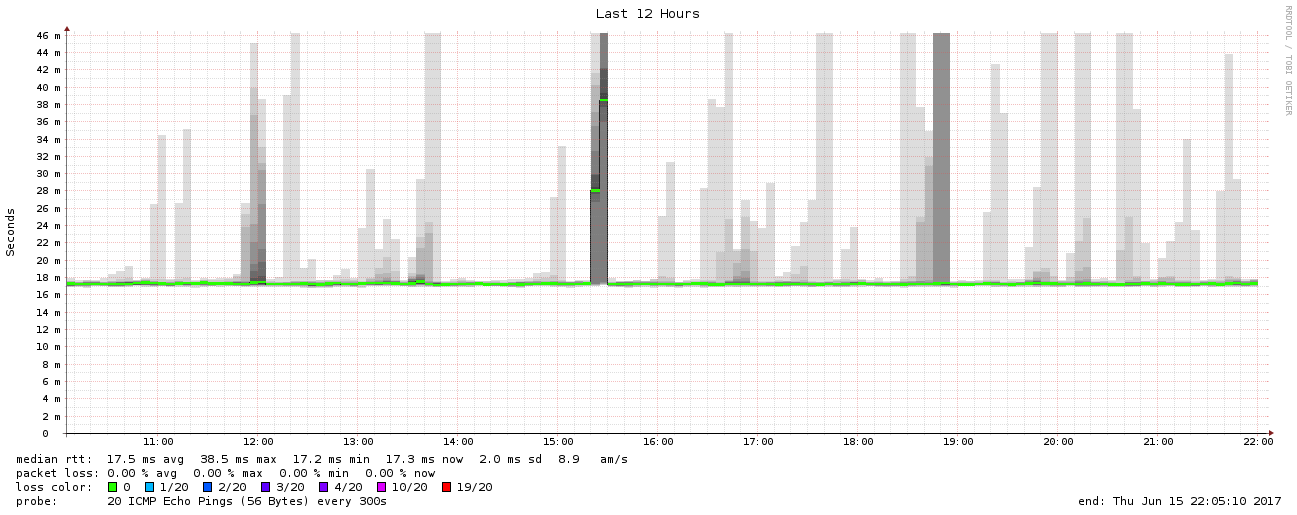 Last 12 Hours
RRDTOOL / TOBI OETIKER
Seconds
46 m
44 m
42 m
40 m
38 m
36 m
34 m
32 m
30 m
28 m
26 m
24 m
22 m
20 m
18 m
16 m
14 m
12 m
10 m
8 m
6 m
4 m
2 m
0
11:00 12:00 13:00 14:00 15:00 16:00 17:00 18:00 19:00 20:00 21:00 22:00
median rtt: 17.5 ms avg 38.5 ms max 17.2 ms min 17.3 ms now 2.0 ms sd 8.9 am/s
packet loss: 0.00 % avg 0.00 % max 0.00 % min 0.00 % now
loss color: 0 1/20 2/20 3/20 4/20 10/20 19/20
probe: 20 ICMP Echo Pings (56 Bytes) every 300s end: Thu Jun 15 22:05:10 2017